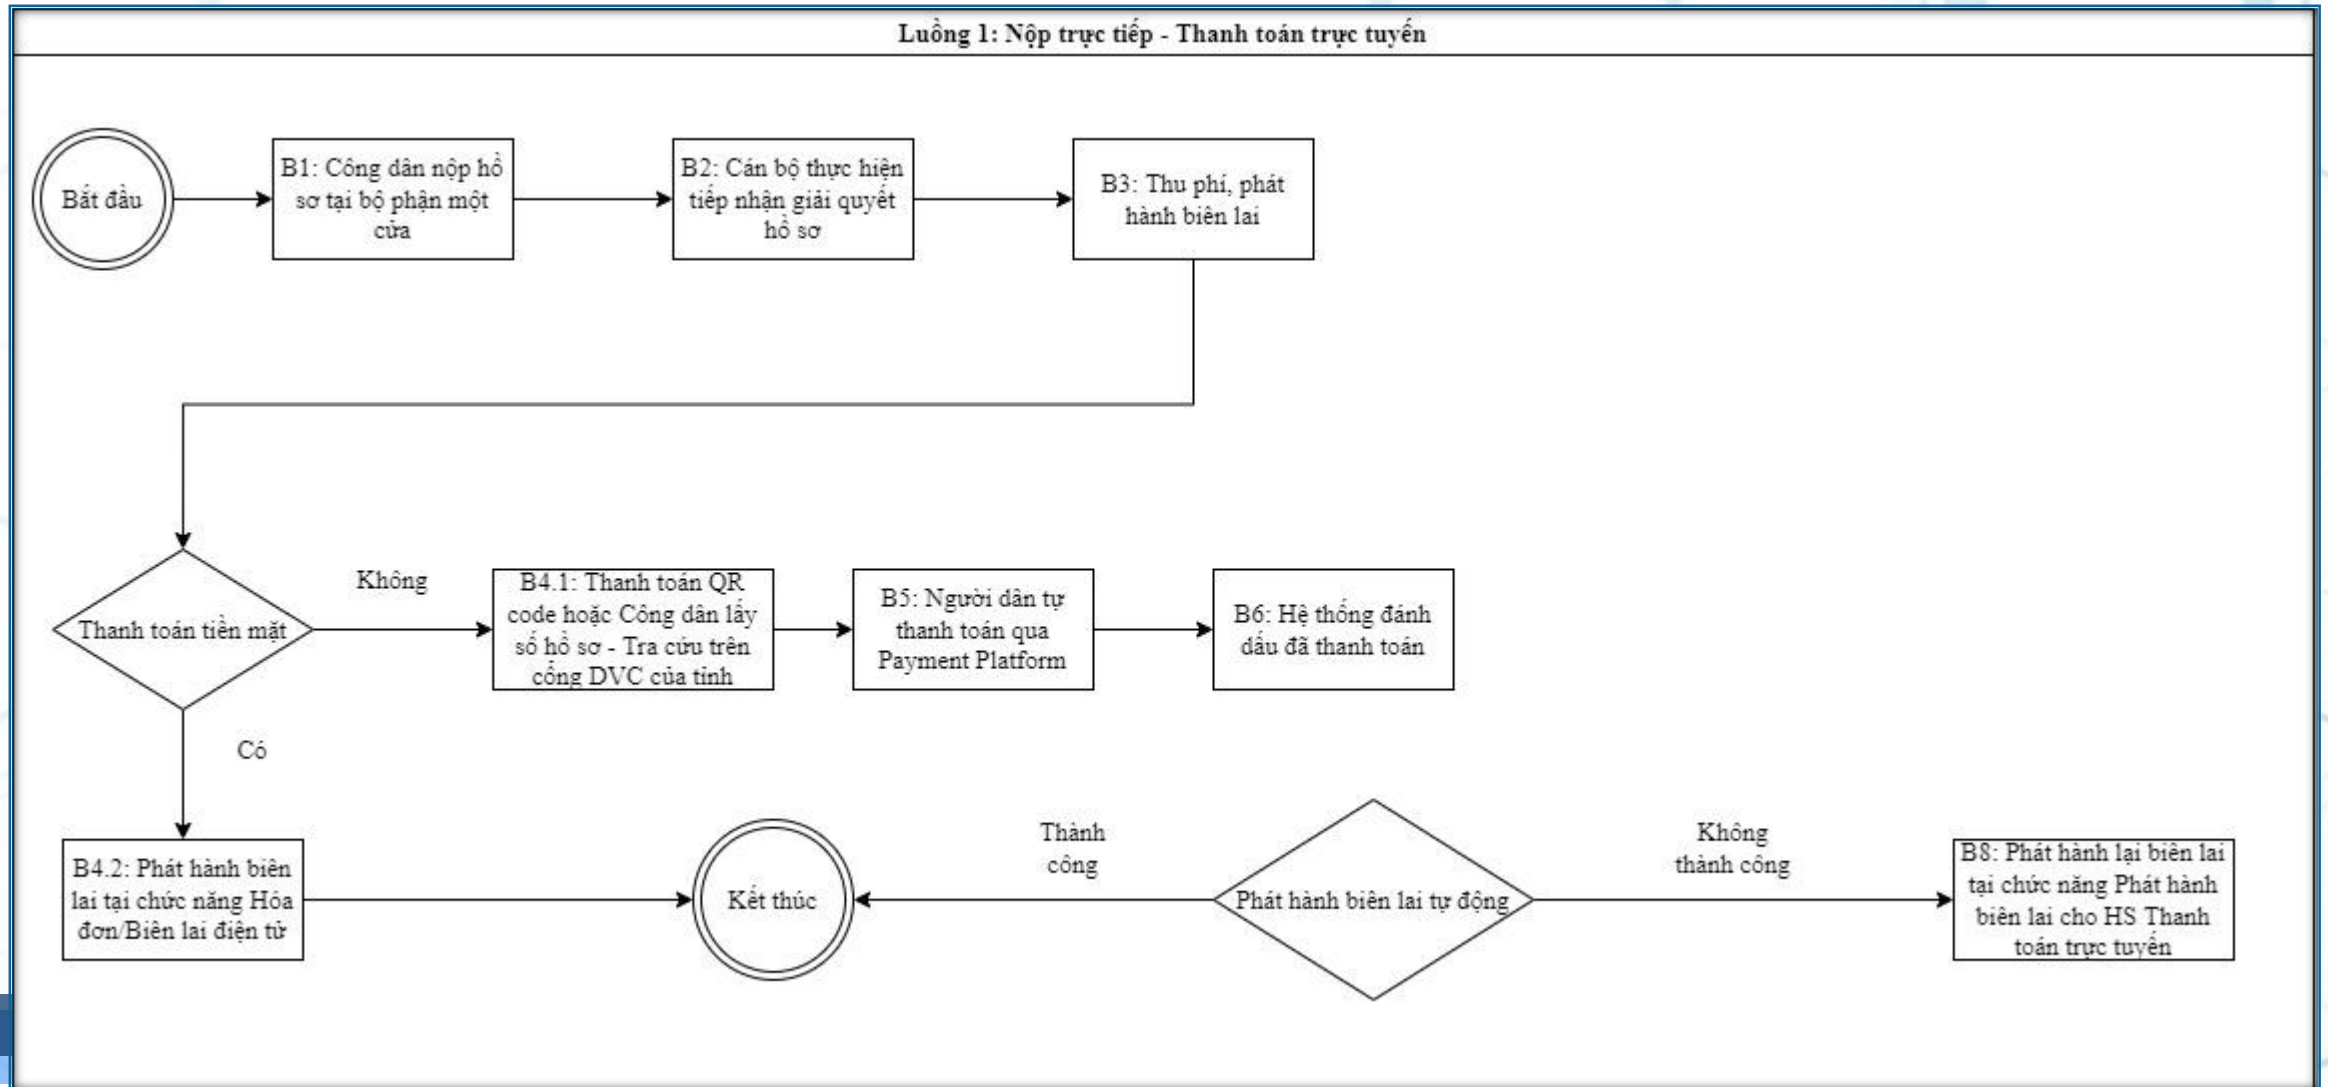 Luồng 1: Nộp trực tiếp - Thanh toán trực tuyến
Bắt đầu
B1: Công dân nộp hồ
sơ tại bộ phận một
cửa
B2: Cán bộ thực hiện
tiếp nhận giải quyết
hồ sơ
B3: Thu phí, phát
hành biên lai
Thanh toán tiền mặt
Không
B4.1: Thanh toán QR
code hoặc Công dân lấy
số hồ sơ - Tra cứu trên
cổng DVC của tỉnh
B5: Người dân tự
thanh toán qua
Payment Platform
B6: Hệ thống đánh
dấu đã thanh toán
Có
B4.2: Phát hành biên
lai tại chức năng Hóa
đơn/Biên lai điện tử
Kết thúc
Thành
công
Phát hành biên lai tự động
Không
thành công
B8: Phát hành lại biên lai
tại chức năng Phát hành
biên lai cho HS Thanh
toán trực tuyến